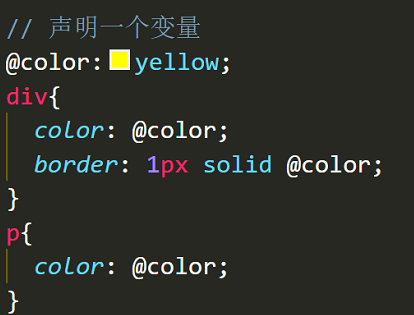 // 声明一个变量
@color:yellow;
div{
color: @color;
border: 1px solid @color;
}
p{
color: @color;
}